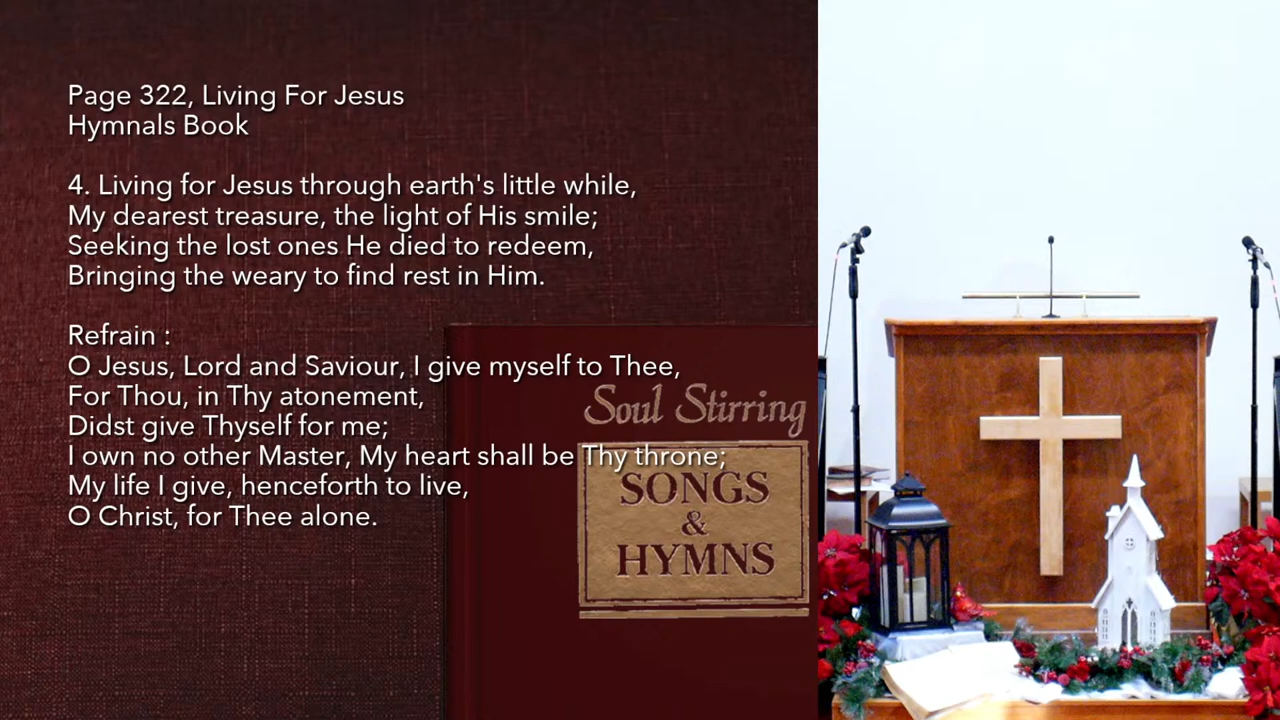 Page 322, Living For Jesus
Hymnals Book
4. Living for Jesus through earth's little while,
My dearest treasure, the light of His smile;
Seeking the lost ones He died to redeem,
Bringing the weary to find rest in Him.
Refrain :
O Jesus, Lord and Saviour, I give myself to Thee,
For Thou, in Thy atonement,
Didst give Thyself for me;
I own no other Master, My heart shall be Thy throne;
My life I give, henceforth to live,
O Christ, for Thee alone.
Soul Stirring
SONGS
&
HYMNS